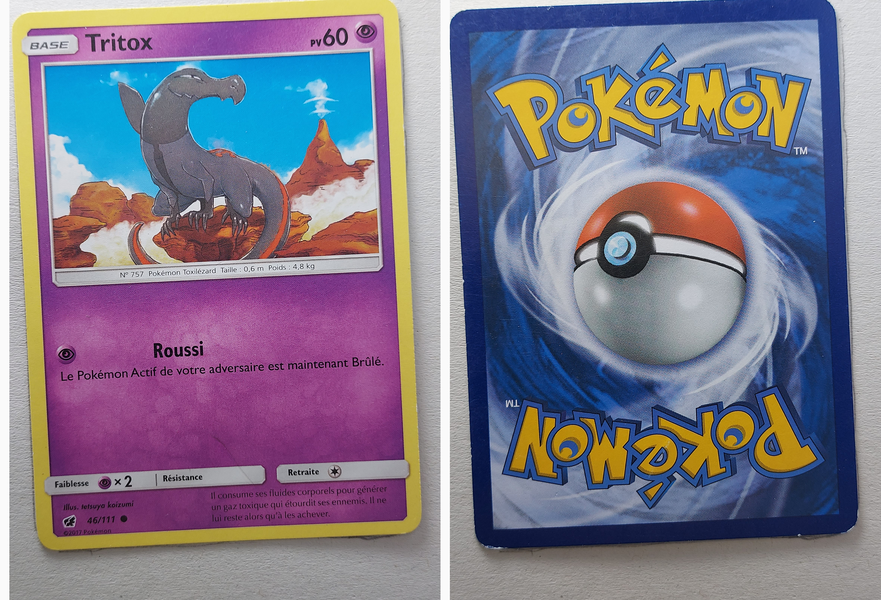 BASE Tritox PV60
N° 757 Pokémon Toxilézard Taille : 0,6 m Poids : 4,8 kg
Roussi
Le Pokémon Actif de votre adversaire est maintenant Brûlé.
Faiblesse × 2 Résistance Retraite
Illus. tetsuya koizumi
46/111
©2017 Pokémon
Il consume ses fluides corporels pour générer
un gaz toxique qui étourdit ses ennemis. Il ne
lui reste alors qu'à les achever.
POKéMON
TM
TM
POKéMON